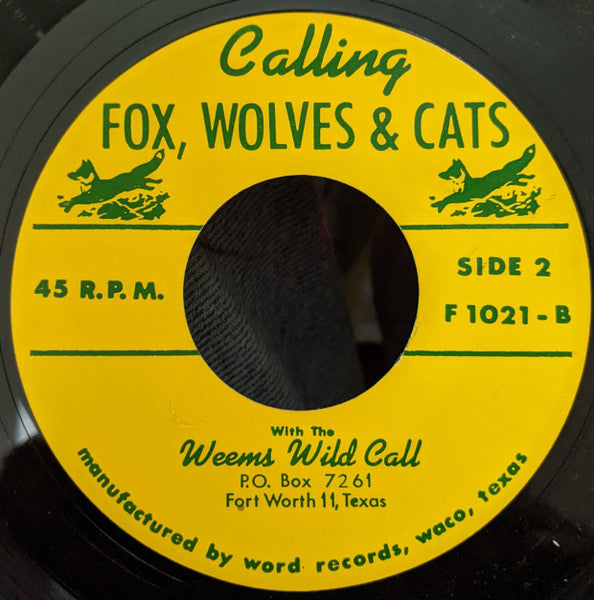 Calling
FOX, WOLVES & CATS
45 R.P.M.
SIDE 2
F 1021-B
With The
Weems Wild Call
P.O. Box 7261
Fort Worth 11, Texas
manufactured by word records, waco, texas